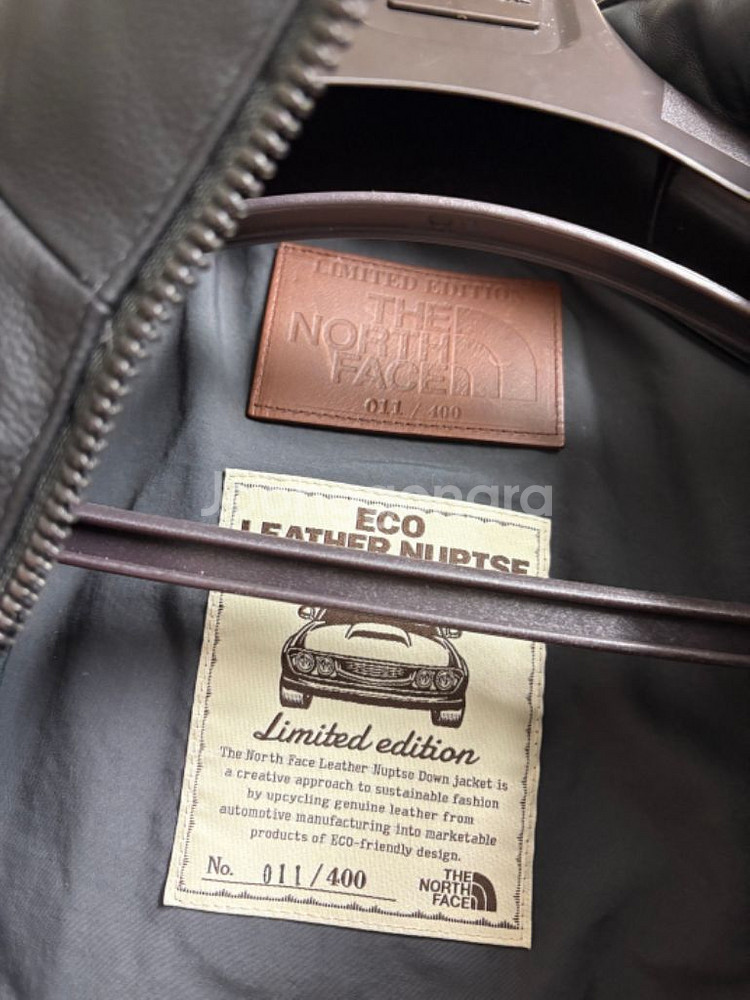 LIMITED EDITION
THE
NORTH
FACE
011 / 400
ECO
LEATHER NUPTSE
Limited edition
The North Face Leather Nuptse Down jacket is
a creative approach to sustainable fashion
by upcycling genuine leather from
automotive manufacturing into marketable
products of ECO-friendly design.
No. 011/400
THE
NORTH
FACE